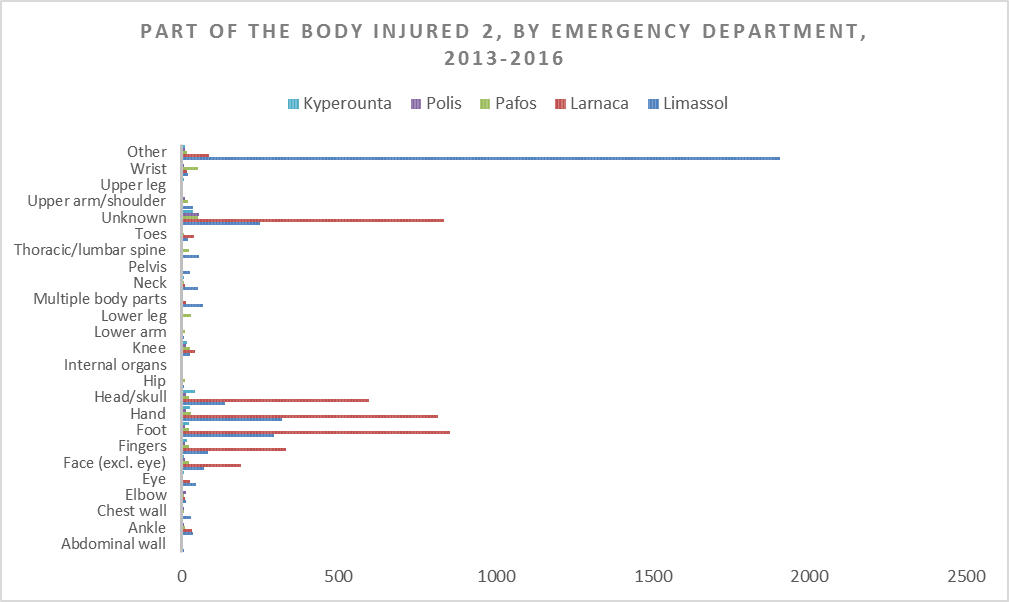 PART OF THE BODY INJURED 2, BY EMERGENCY DEPARTMENT,
2013-2016
Kyperounta Polis Pafos Larnaca Limassol
Other
Wrist
Upper leg
Upper arm/shoulder
Unknown
Toes
Thoracic/lumbar spine
Pelvis
Neck
Multiple body parts
Lower leg
Lower arm
Knee
Internal organs
Hip
Head/skull
Hand
Foot
Fingers
Face (excl. eye)
Eye
Elbow
Chest wall
Ankle
Abdominal wall
0 500 1000 1500 2000 2500